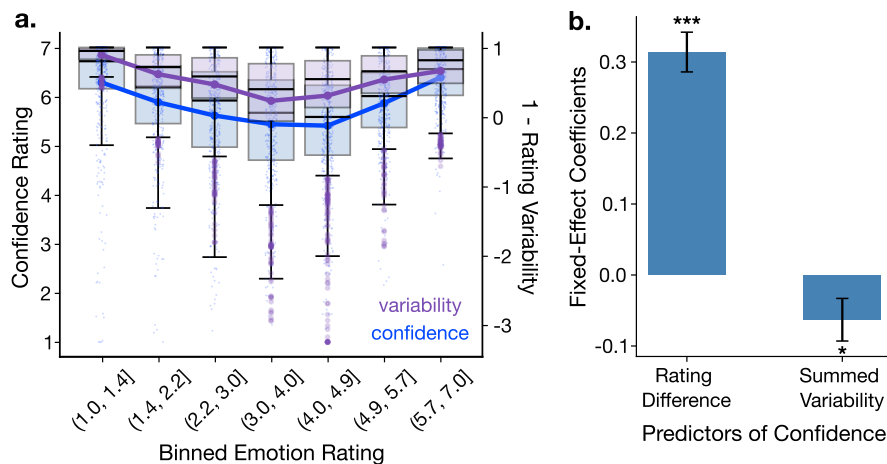 a.
Confidence Rating
7
6
5
4
3
2
1
1
0
-1
-2
-3
1 - Rating Variability
variability
confidence
(1.0, 1.4]
(1.4, 2.2]
(2.2, 3.0]
(3.0, 4.0]
(4.0, 4.9]
(4.9, 5.7]
(5.7, 7.0]
Binned Emotion Rating
b.
Fixed-Effect Coefficients
0.3
0.2
0.1
0.0
-0.1
***
*
Rating
Difference
Summed
Variability
Predictors of Confidence